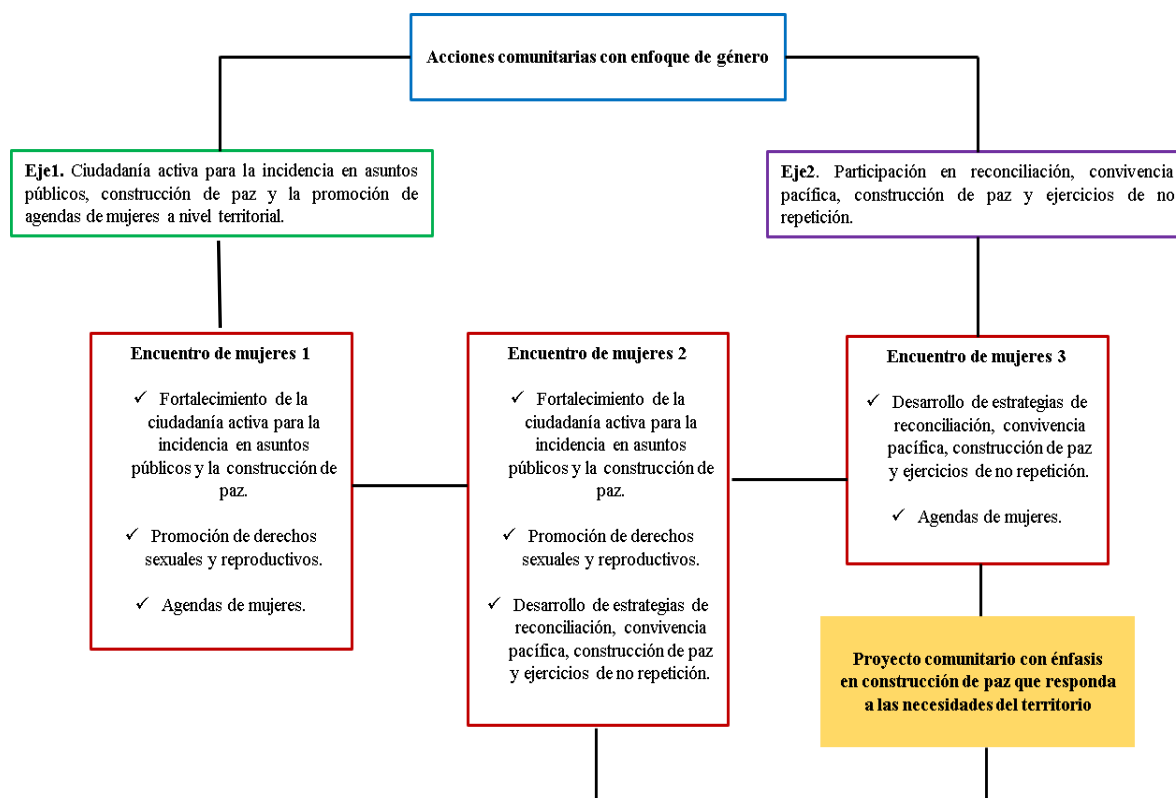 Acciones comunitarias con enfoque de género
Eje1. Ciudadanía activa para la incidencia en asuntos
públicos, construcción de paz y la promoción de
agendas de mujeres a nivel territorial.
Eje2. Participación en reconciliación, convivencia
pacífica, construcción de paz y ejercicios de no
repetición.
Encuentro de mujeres 1
✓ Fortalecimiento de la
ciudadanía activa para la
incidencia en asuntos
públicos y la construcción de
paz.
✓ Promoción de derechos
sexuales y reproductivos.
✓ Agendas de mujeres.
Encuentro de mujeres 2
✓ Fortalecimiento de la
ciudadanía activa para la
incidencia en asuntos
públicos y la construcción de
paz.
✓ Promoción de derechos
sexuales y reproductivos.
✓ Desarrollo de estrategias de
reconciliación, convivencia
pacífica, construcción de paz
y ejercicios de no repetición.
Encuentro de mujeres 3
✓ Desarrollo de estrategias de
reconciliación, convivencia
pacífica, construcción de paz
y ejercicios de no repetición.
✓ Agendas de mujeres.
Proyecto comunitario con énfasis
en construcción de paz que responda
a las necesidades del territorio